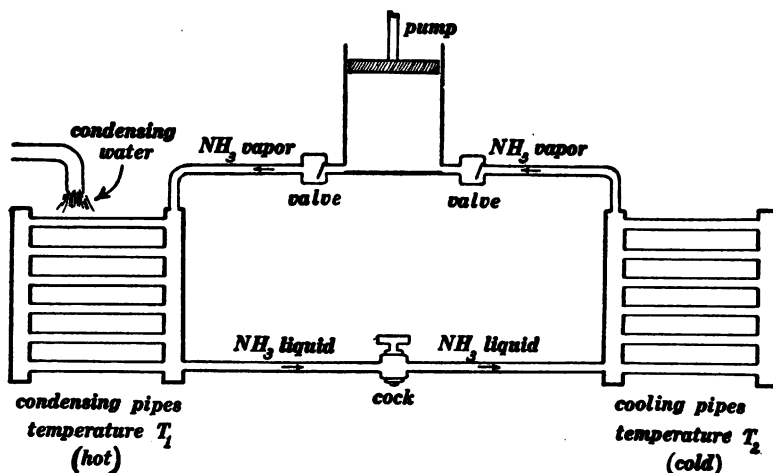 pump
condensing
water
NH₃ vapor
NH₃ vapor
valve
valve
NH₃ liquid
NH₃ liquid
cock
condensing pipes
temperature T₁
(hot)
cooling pipes
temperature T₂
(cold)